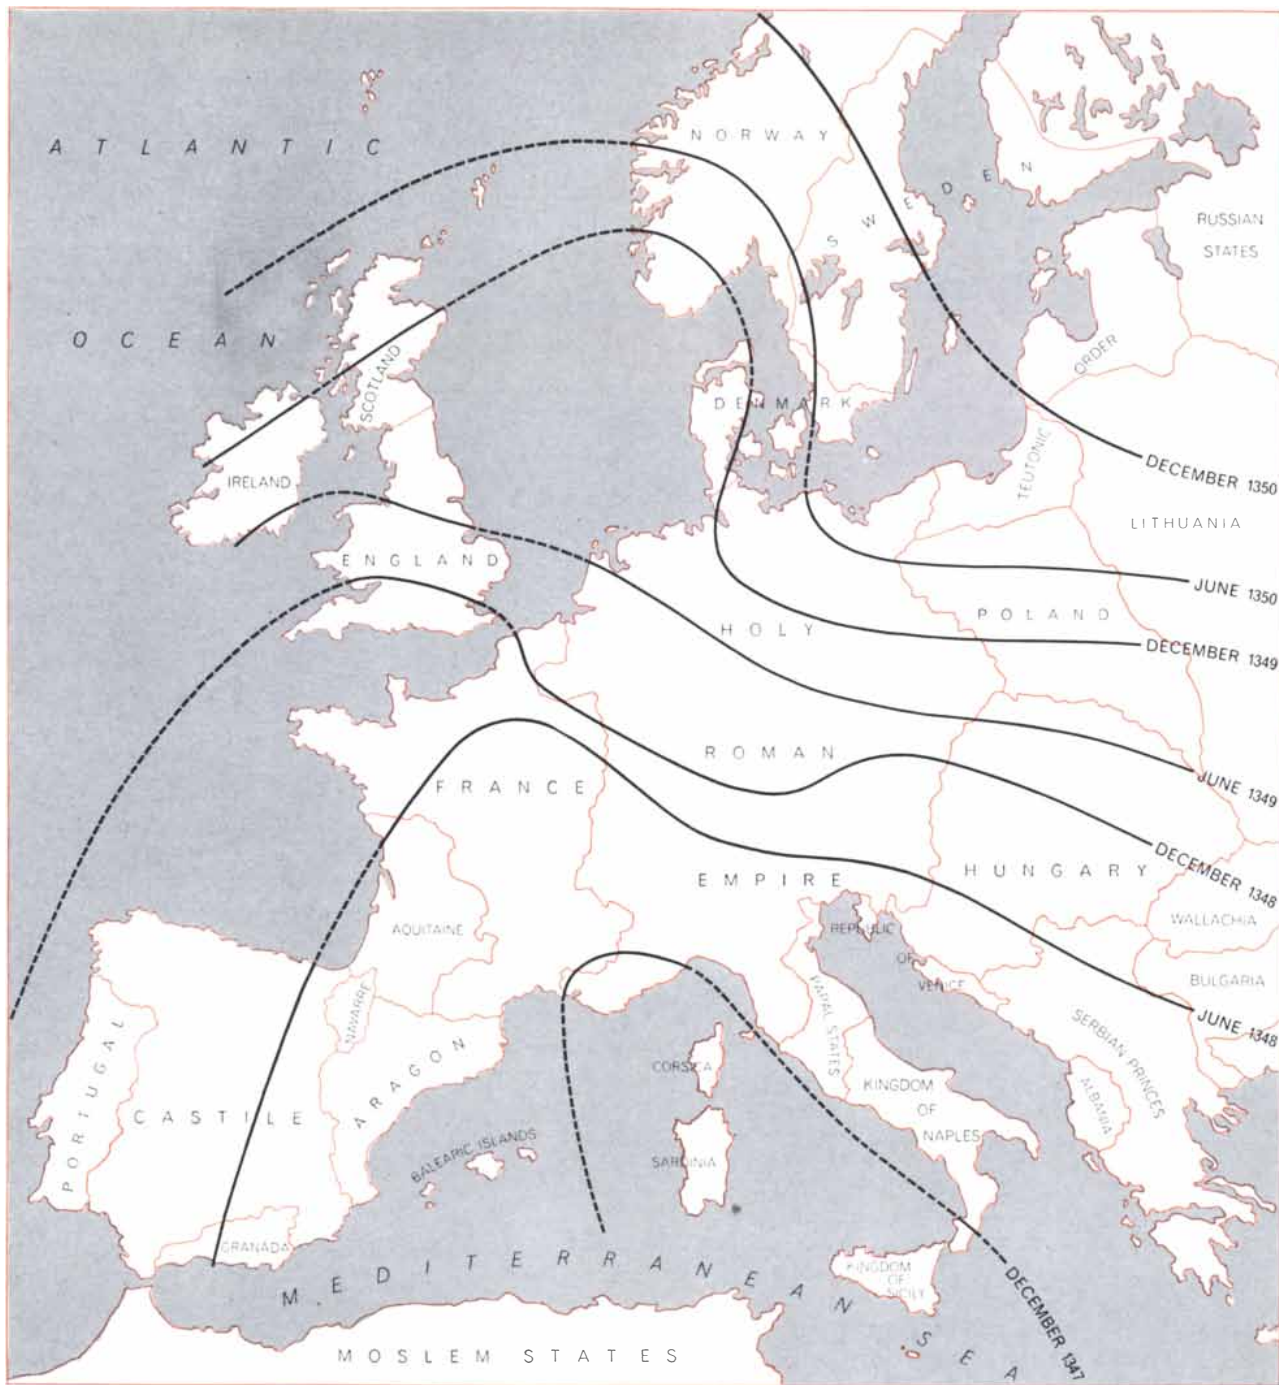 NORWAY
ATLANTIC
SWEDEN
RUSSIAN
STATES
OCEAN
ORDER
SCOTLAND
DENMARK
TEUTONIC
DECEMBER 1350
IRELAND
LITHUANIA
ENGLAND
JUNE 1350
POLAND
HOLY
DECEMBER 1349
ROMAN
FRANCE
JUNE 1349
HUNGARY
DECEMBER 1348
EMPIRE
WALLACHIA
AQUITAINE
REPUBLIC
OF
VENICE
BULGARIA
NAVARRE
PAPAL STATES
JUNE 1348
SERBIAN PRINCES
PORTUGAL
ARAGON
CORSICA
KINGDOM
OF
NAPLES
ALBANIA
CASTILE
BALEARIC ISLANDS
SARDINIA
GRANADA
KINGDOM
OF
SICILY
MEDITERRANEAN SEA
DECEMBER 1347
MOSLEM STATES